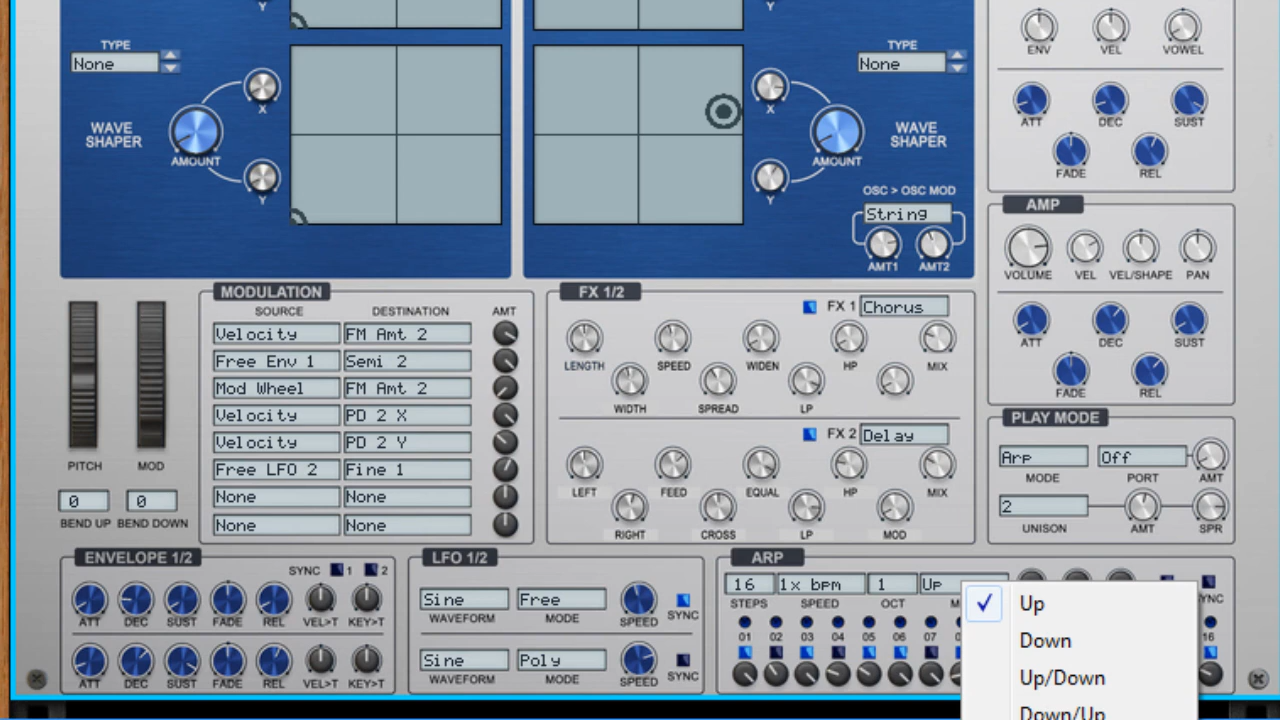 Y
Y
TYPE
None
X
WAVE
SHAPER
AMOUNT
Y
TYPE
None
X
WAVE
SHAPER
AMOUNT
Y
OSC > OSC MOD
String
AMT1 AMT2
ENV VEL VOWEL
ATT DEC SUST
FADE REL
AMP
VOLUME VEL VEL/SHAPE PAN
ATT DEC SUST
FADE REL
PITCH MOD
0 0
BEND UP BEND DOWN
MODULATION
SOURCE DESTINATION AMT
Velocity FM Amt 2
Free Env 1 Semi 2
Mod Wheel FM Amt 2
Velocity PD 2 X
Velocity PD 2 Y
Free LFO 2 Fine 1
None None
None None
FX 1/2
FX 1 Chorus
LENGTH SPEED WIDEN HP MIX
WIDTH SPREAD LP
FX 2 Delay
LEFT FEED EQUAL HP MIX
RIGHT CROSS LP MOD
PLAY MODE
Arp Off
MODE PORT AMT
2
UNISON AMT SPR
ENVELOPE 1/2
SYNC 1 2
ATT DEC SUST FADE REL VEL>T KEY>T
ATT DEC SUST FADE REL VEL>T KEY>T
LFO 1/2
Sine Free
WAVEFORM MODE SPEED SYNC
Sine Poly
WAVEFORM MODE SPEED SYNC
ARP
16 1x bpm 1 Up
STEPS SPEED OCT
01 02 03 04 05 06 07 16
Up
Down
Up/Down
Down/Up